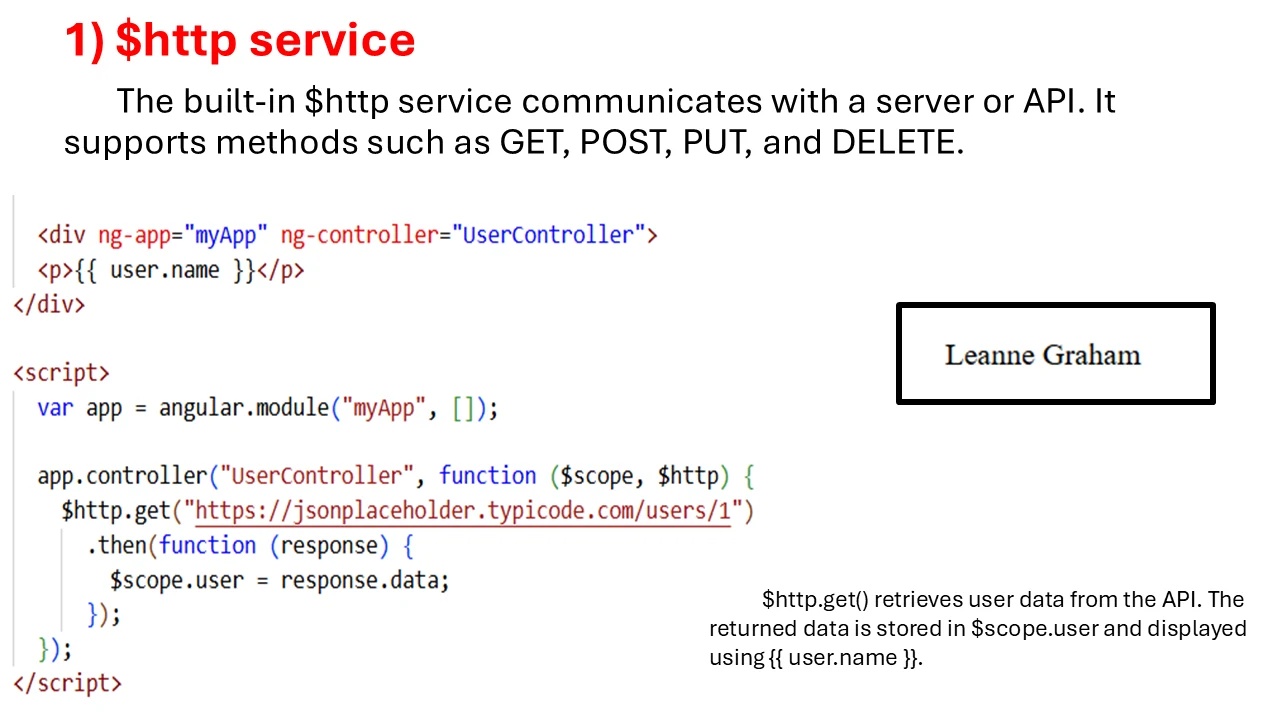 1) $http service
The built-in $http service communicates with a server or API. It
supports methods such as GET, POST, PUT, and DELETE.
<div ng-app="myApp" ng-controller="UserController">
<p>{{ user.name }}</p>
</div>
<script>
var app = angular.module("myApp", []);
app.controller("UserController", function ($scope, $http) {
$http.get("https://jsonplaceholder.typicode.com/users/1")
.then(function (response) {
$scope.user = response.data;
});
});
</script>
Leanne Graham
$http.get() retrieves user data from the API. The
returned data is stored in $scope.user and displayed
using {{ user.name }}.